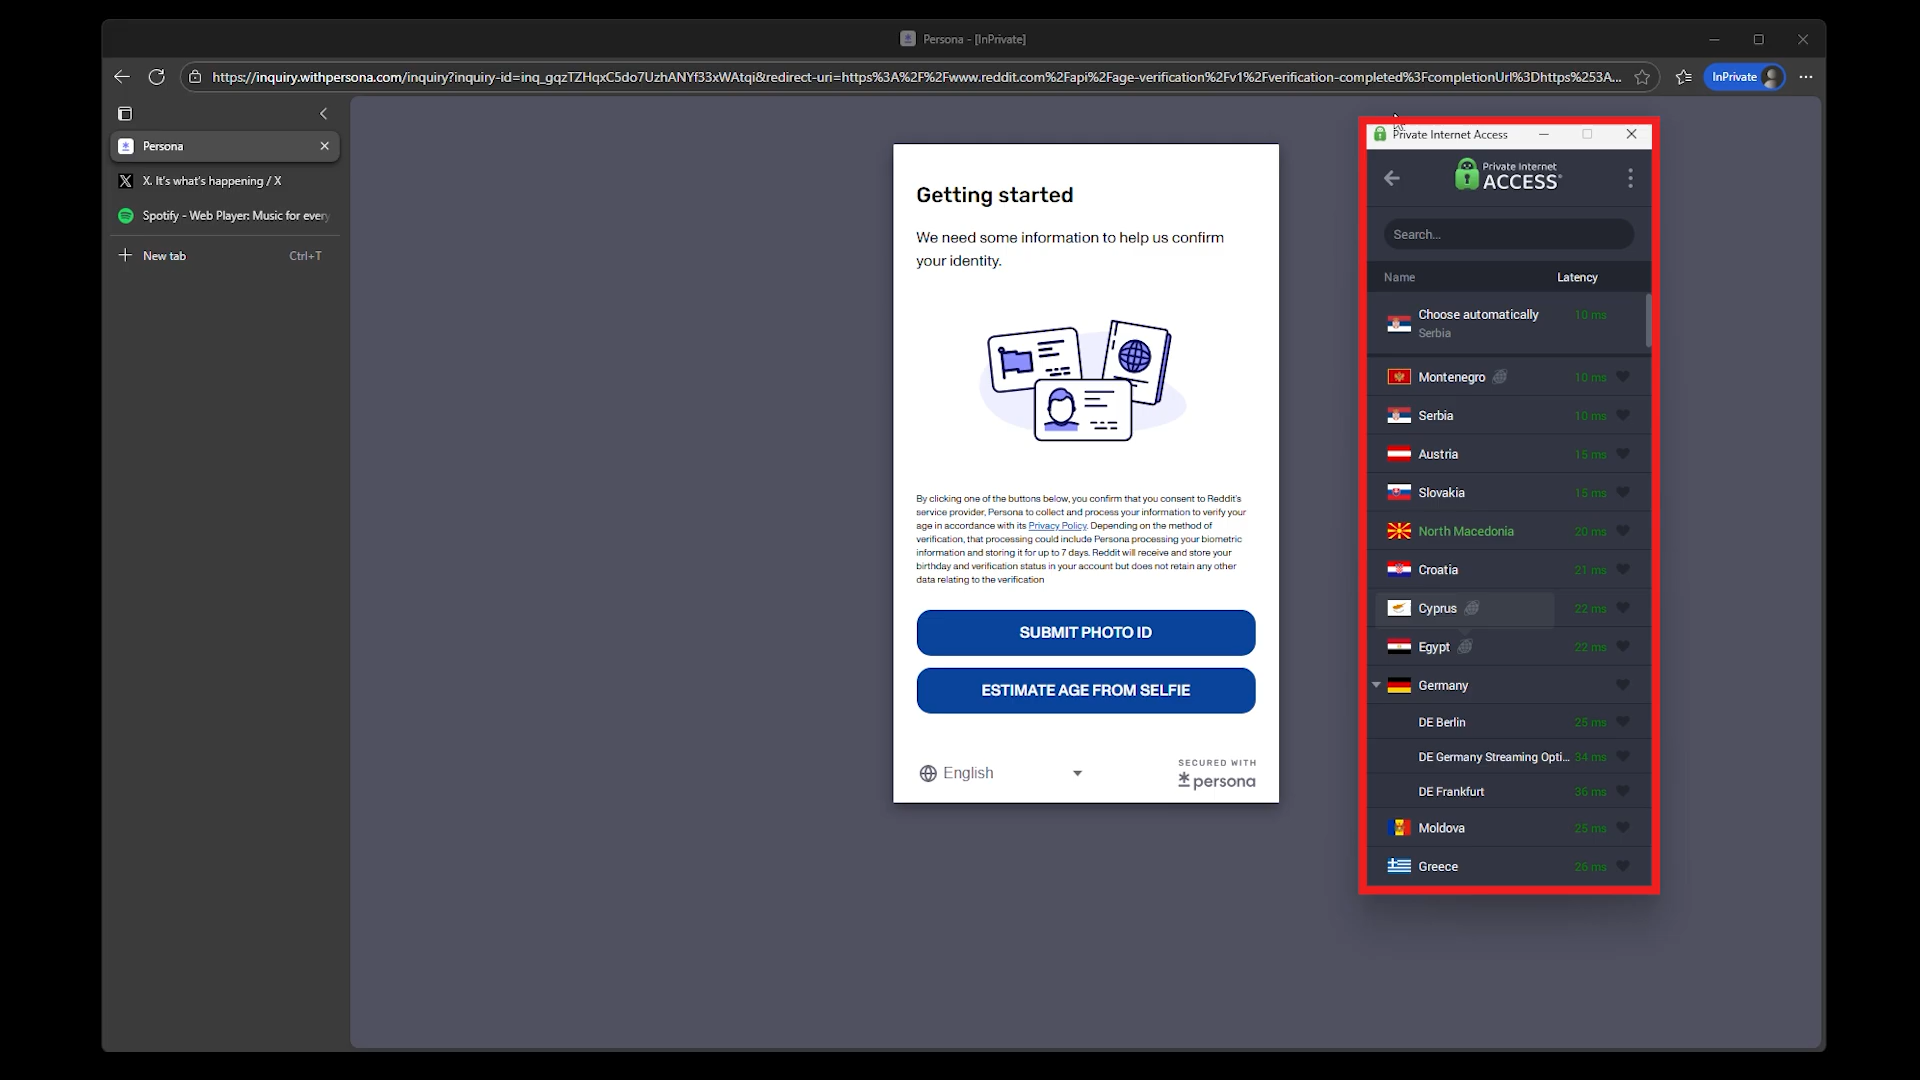 Persona - [InPrivate]
https://inquiry.withpersona.com/inquiry?inquiry-id=inq_gqzTZHqxC5do7UzhANYf33xWAtqi&redirect-uri=https%3A%2F%2Fwww.reddit.com%2Fapi%2Fage-verification%2Fv1%2Fverification-completed%3FcompletionUrl%3Dhttps%253A...
InPrivate
Persona
X. It's what's happening / X
Spotify - Web Player: Music for every
New tab
Ctrl+T
Getting started
We need some information to help us confirm
your identity.
By clicking one of the buttons below, you confirm that you consent to Reddit's
service provider, Persona to collect and process your information to verify your
age in accordance with its Privacy Policy. Depending on the method of
verification, that processing could include Persona processing your biometric
information and storing it for up to 7 days. Reddit will receive and store your
birthday and verification status in your account but does not retain any other
data relating to the verification
SUBMIT PHOTO ID
ESTIMATE AGE FROM SELFIE
English
SECURED WITH
persona
Private Internet Access
Private Internet
ACCESS
Search...
Name Latency
Choose automatically 10 ms
Serbia
Montenegro 10 ms
Serbia 10 ms
Austria 15 ms
Slovakia 15 ms
North Macedonia 20 ms
Croatia 21 ms
Cyprus 22 ms
Egypt 22 ms
Germany
DE Berlin 25 ms
DE Germany Streaming Opti... 34 ms
DE Frankfurt 36 ms
Moldova 25 ms
Greece 26 ms